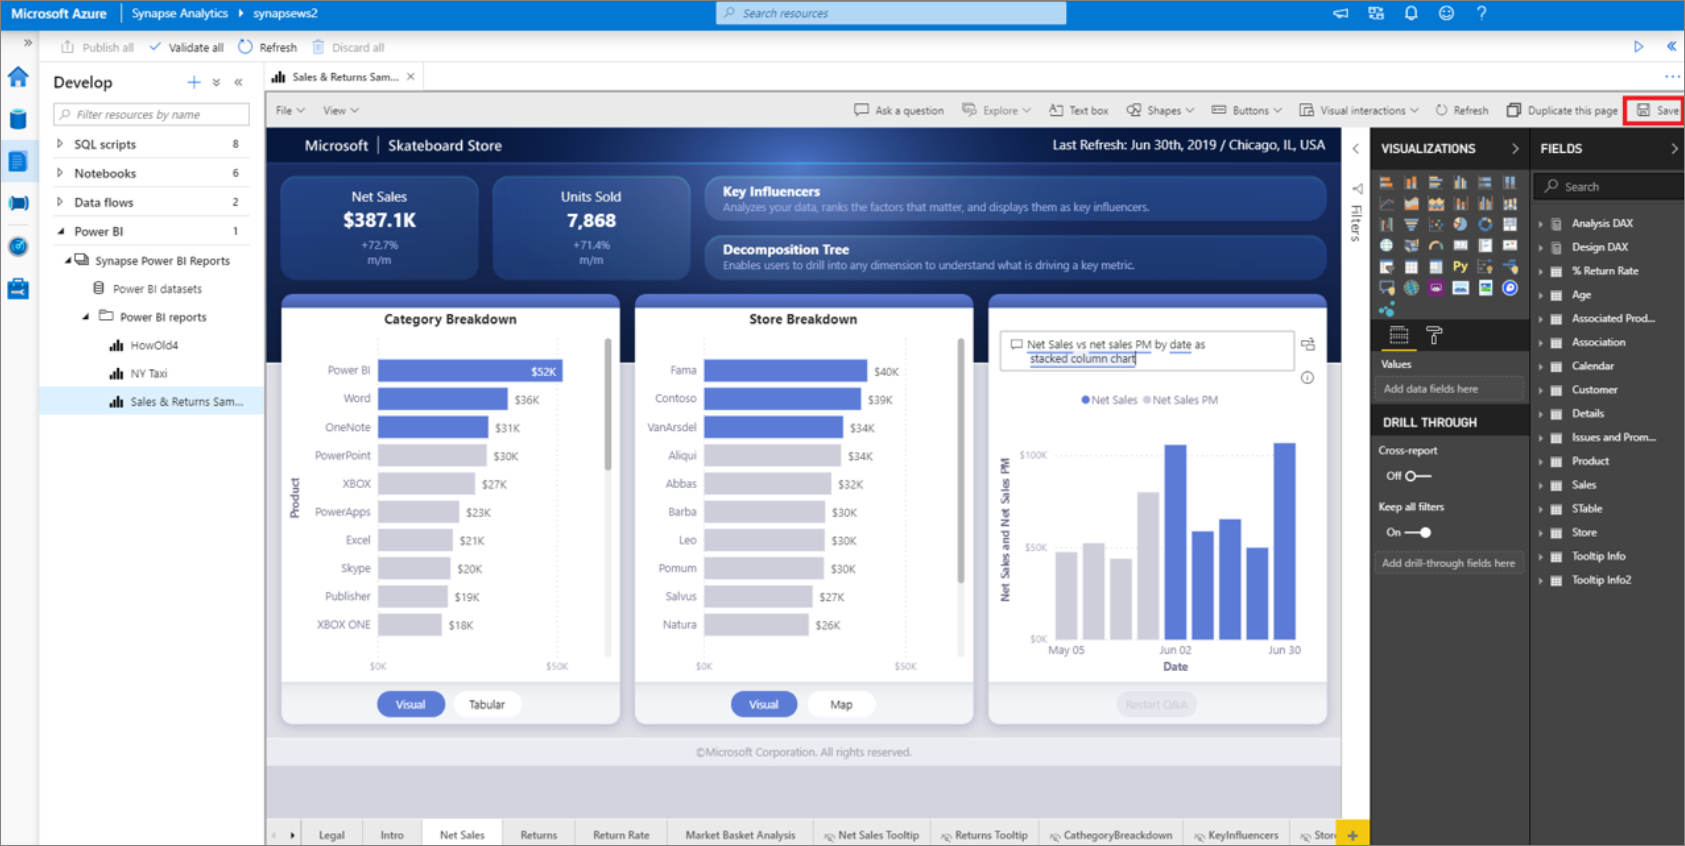 Microsoft Azure | Synapse Analytics ▸ synapsews2
Search resources
Publish all Validate all Refresh Discard all
Develop
Filter resources by name
SQL scripts 8
Notebooks 6
Data flows 2
Power BI 1
Synapse Power BI Reports
Power BI datasets
Power BI reports
HowOld4
NY Taxi
Sales & Returns Sam...
Sales & Returns Sam...
File View
Ask a question Explore Text box Shapes Buttons Visual interactions Refresh Duplicate this page Save
Microsoft | Skateboard Store
Last Refresh: Jun 30th, 2019 / Chicago, IL, USA
Net Sales
$387.1K
+72.7%
m/m
Units Sold
7,868
+71.4%
m/m
Key Influencers
Analyzes your data, ranks the factors that matter, and displays them as key influencers.
Decomposition Tree
Enables users to drill into any dimension to understand what is driving a key metric.
Category Breakdown
Product
Power BI $52K
Word $36K
OneNote $31K
PowerPoint $30K
XBOX $27K
PowerApps $23K
Excel $21K
Skype $20K
Publisher $19K
XBOX ONE $18K
$0K $50K
Visual Tabular
Store Breakdown
Fama $40K
Contoso $39K
VanArsdel $34K
Aliqui $34K
Abbas $32K
Barba $30K
Leo $30K
Pomum $30K
Salvus $27K
Natura $26K
$0K $50K
Visual Map
Net Sales vs net sales PM by date as
stacked column chart
Net Sales Net Sales PM
Net Sales and Net Sales PM
$100K
$50K
$0K
May 05 Jun 02 Jun 30
Date
Restart Q&A
©Microsoft Corporation. All rights reserved.
Legal Intro Net Sales Returns Return Rate Market Basket Analysis Net Sales Tooltip Returns Tooltip CathegoryBreackdown KeyInfluencers Store
Filters
VISUALIZATIONS
Py
Values
Add data fields here
DRILL THROUGH
Cross-report
Off
Keep all filters
On
Add drill-through fields here
FIELDS
Search
Analysis DAX
Design DAX
% Return Rate
Age
Associated Prod...
Association
Calendar
Customer
Details
Issues and Prom...
Product
Sales
STable
Store
Tooltip Info
Tooltip Info2